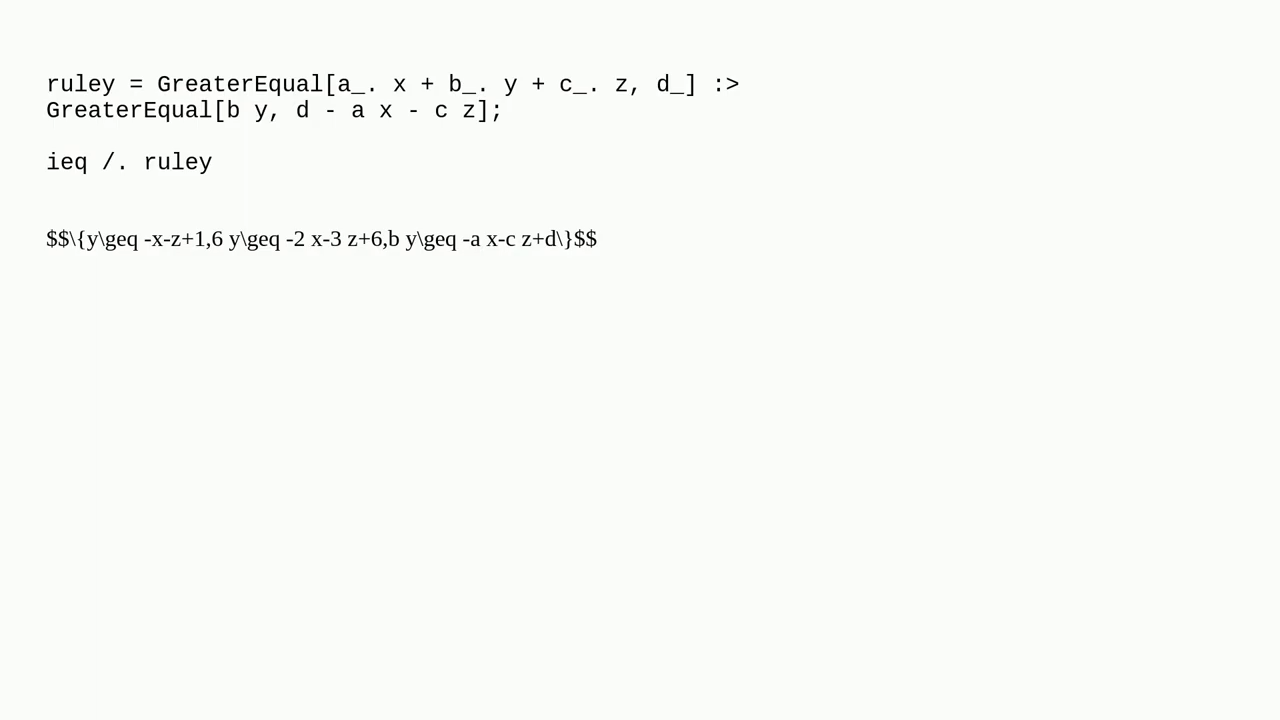 ruley = GreaterEqual[a_. x + b_. y + c_. z, d_] :>
GreaterEqual[b y, d - a x - c z];
ieq /. ruley
$$\{y\geq -x-z+1,6 y\geq -2 x-3 z+6,b y\geq -a x-c z+d\}$$